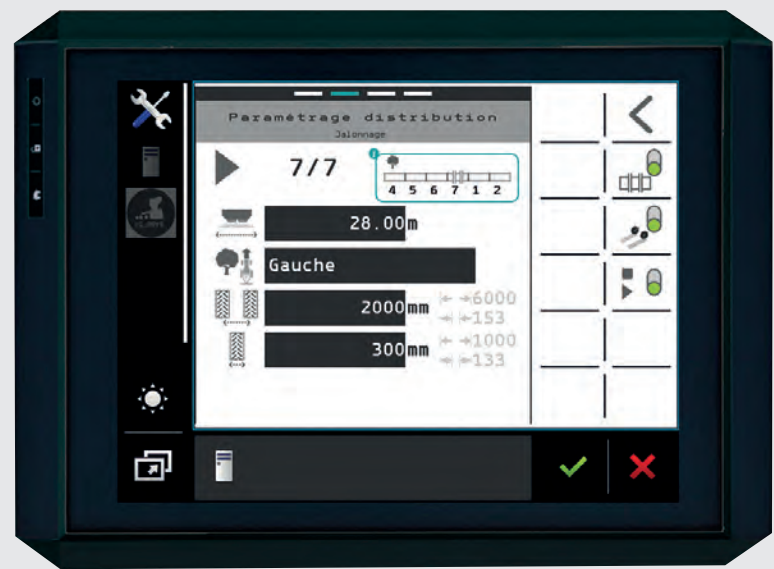 Paramétrage distribution
Jalonnage
7/7
4 5 6 7 1 2
28.00m
Gauche
2000mm
6000
153
300mm
1000
133